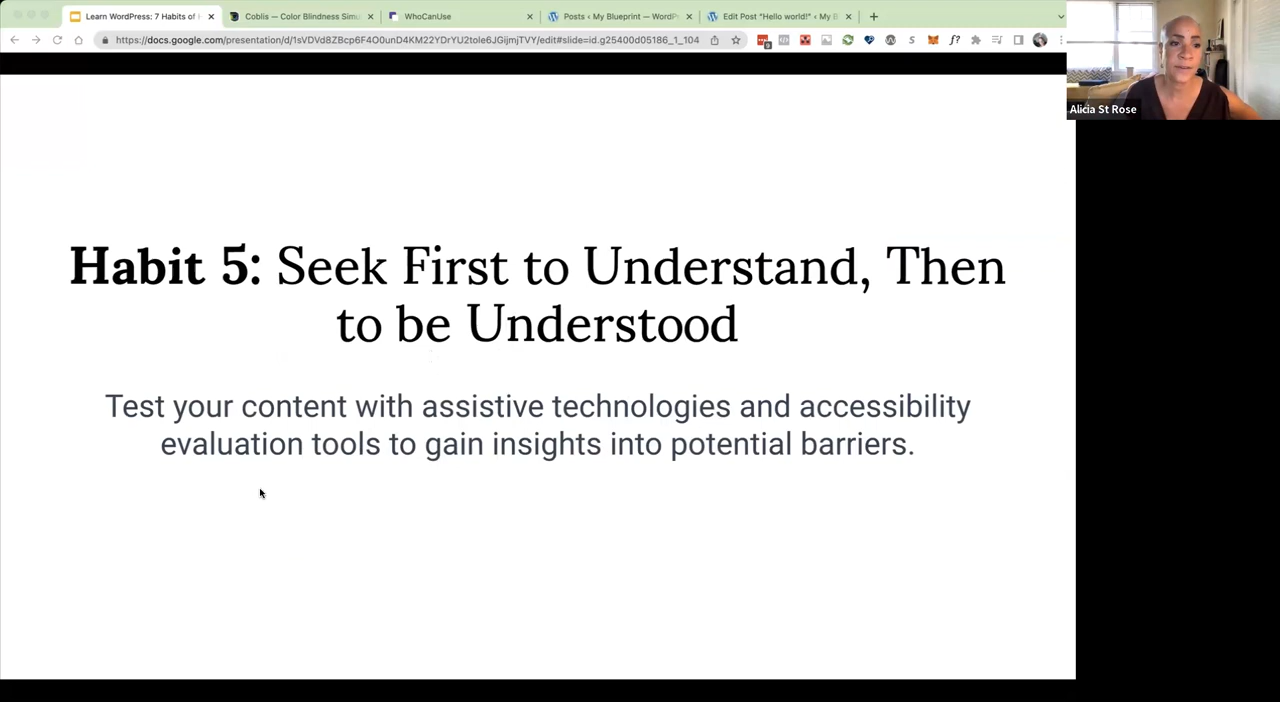 Learn WordPress: 7 Habits of H
Coblis — Color Blindness Simu
WhoCanUse
Posts ‹ My Blueprint — WordPr
Edit Post "Hello world!" ‹ My B
https://docs.google.com/presentation/d/1sVDVd8ZBcp6F4O0unD4KM22YDrYU2tole6JGijmjTVY/edit#slide=id.g25400d05186_1_104
Alicia St Rose
Habit 5: Seek First to Understand, Then
to be Understood
Test your content with assistive technologies and accessibility
evaluation tools to gain insights into potential barriers.